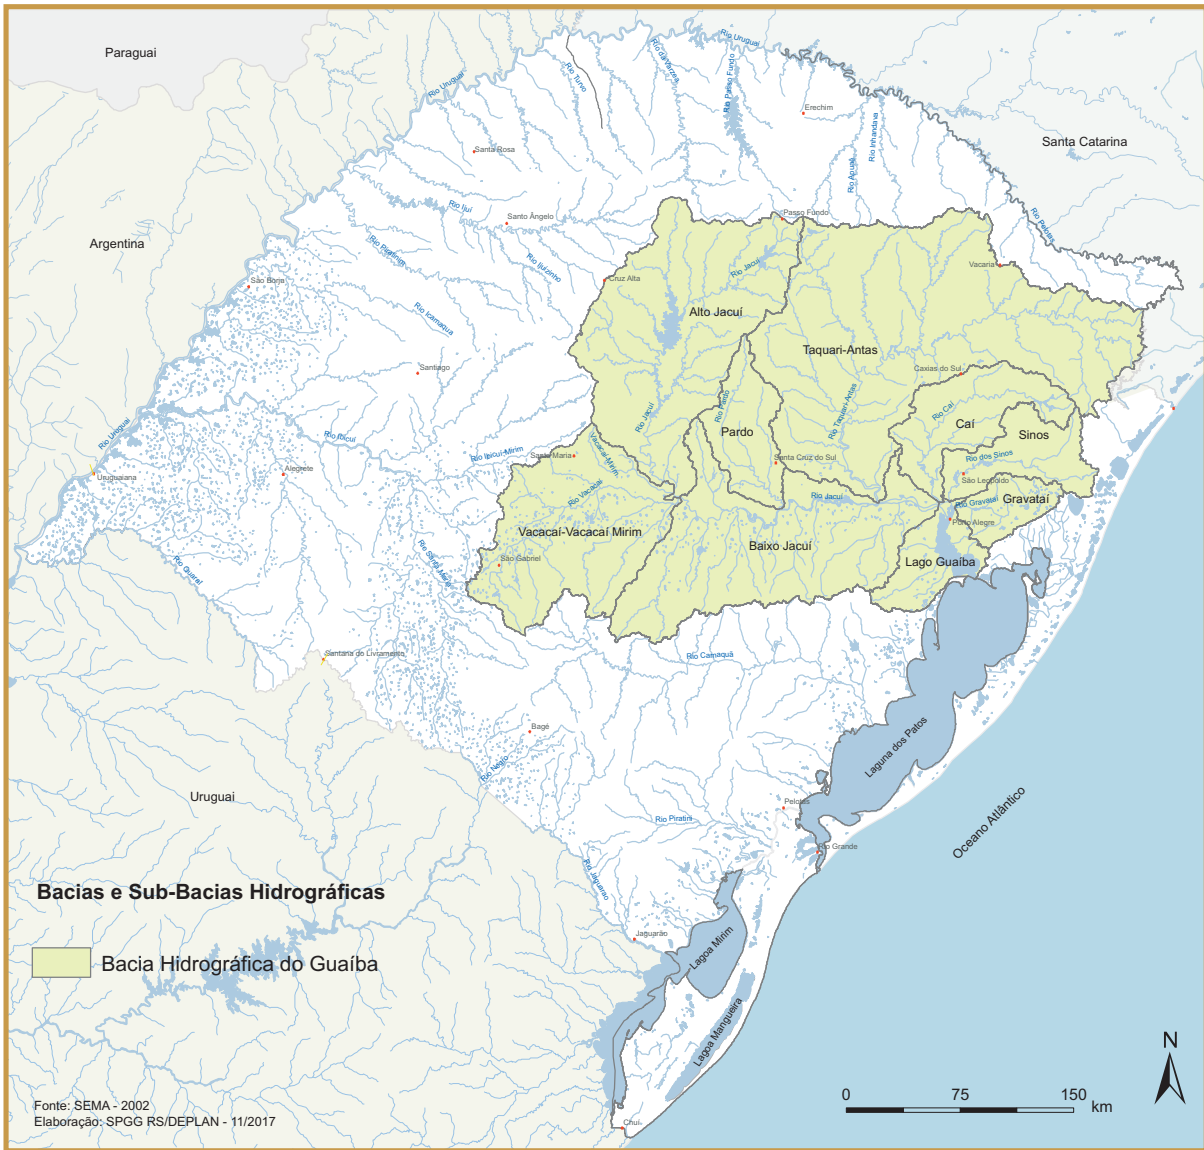 Paraguai
Rio Uruguai
Rio da Várzea
Rio Passo Fundo
Rio Turvo
Rio Uruguai
Erechim
Rio Inhandava
Santa Catarina
Santa Rosa
Rio Apuaê
Rio Ijuí
Santo Ângelo
Passo Fundo
Rio Pelotas
Argentina
Rio Piratinim
Rio Ijuizinho
Rio Jacuí
Vacaria
São Borja
Cruz Alta
Rio Icamaquã
Alto Jacuí
Taquari-Antas
Santiago
Caxias do Sul
Rio Pardo
Rio Taquari-Antas
Rio Caí
Rio Jacuí
Rio Uruguai
Rio Ibicuí
Pardo
Caí
Sinos
Vacacaí-Mirim
Rio Ibicuí-Mirim
Santa Maria
Santa Cruz do Sul
Rio dos Sinos
Uruguaiana
Alegrete
São Leopoldo
Rio Vacacaí
Rio Jacuí
Rio Gravataí
Gravataí
Porto Alegre
Vacacaí-Vacacaí Mirim
Baixo Jacuí
Rio Quaraí
Rio Santa Maria
São Gabriel
Lago Guaíba
Santana do Livramento
Rio Camaquã
Bagé
Laguna dos Patos
Rio Negro
Uruguai
Pelotas
Rio Piratini
Oceano Atlântico
Rio Grande
Rio Jaguarão
Bacias e Sub-Bacias Hidrográficas
Jaguarão
Lagoa Mirim
Bacia Hidrográfica do Guaíba
Lagoa Mangueira
N
0 75 150
km
Fonte: SEMA - 2002
Elaboração: SPGG RS/DEPLAN - 11/2017
Chuí